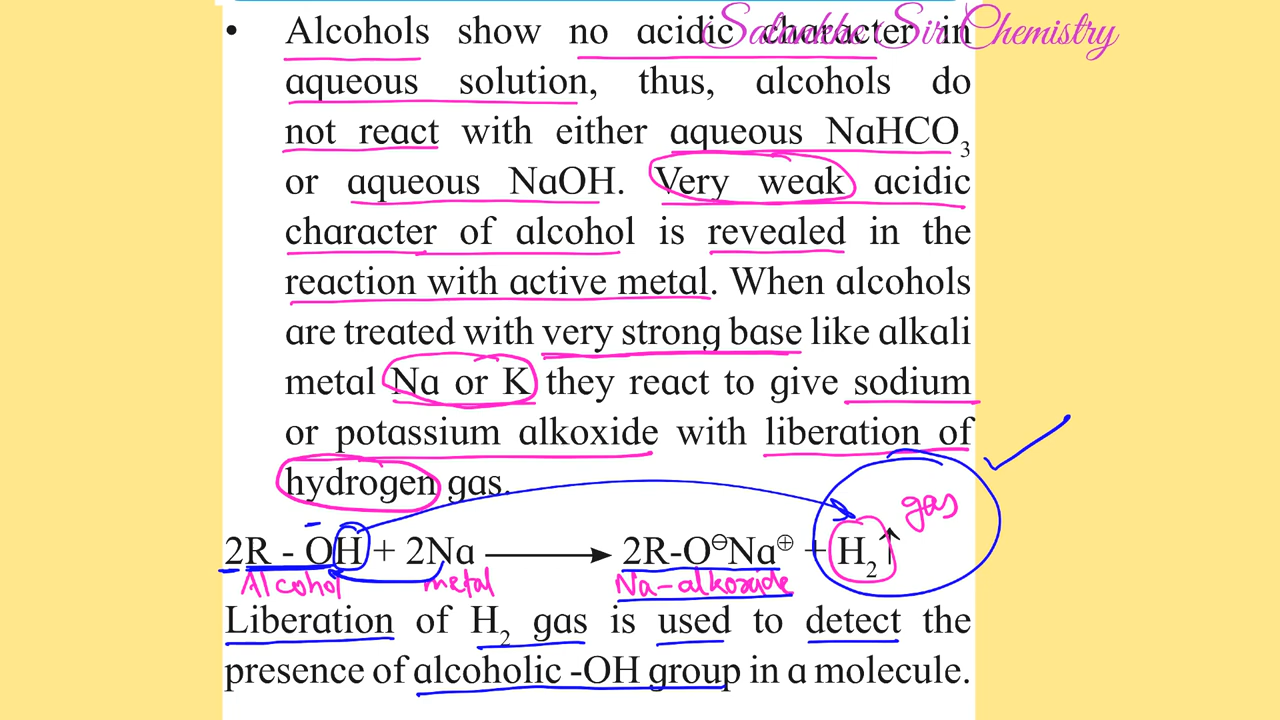 • Alcohols show no acidic character in
Salunkhe Sir Chemistry
aqueous solution, thus, alcohols do
not react with either aqueous NaHCO₃
or aqueous NaOH. Very weak acidic
character of alcohol is revealed in the
reaction with active metal. When alcohols
are treated with very strong base like alkali
metal Na or K they react to give sodium
or potassium alkoxide with liberation of
hydrogen gas.
gas
2R - OH + 2Na ⟶ 2R-O⊖Na⊕ + H₂↑
Alcohol metal Na-alkoxide
Liberation of H₂ gas is used to detect the
presence of alcoholic -OH group in a molecule.